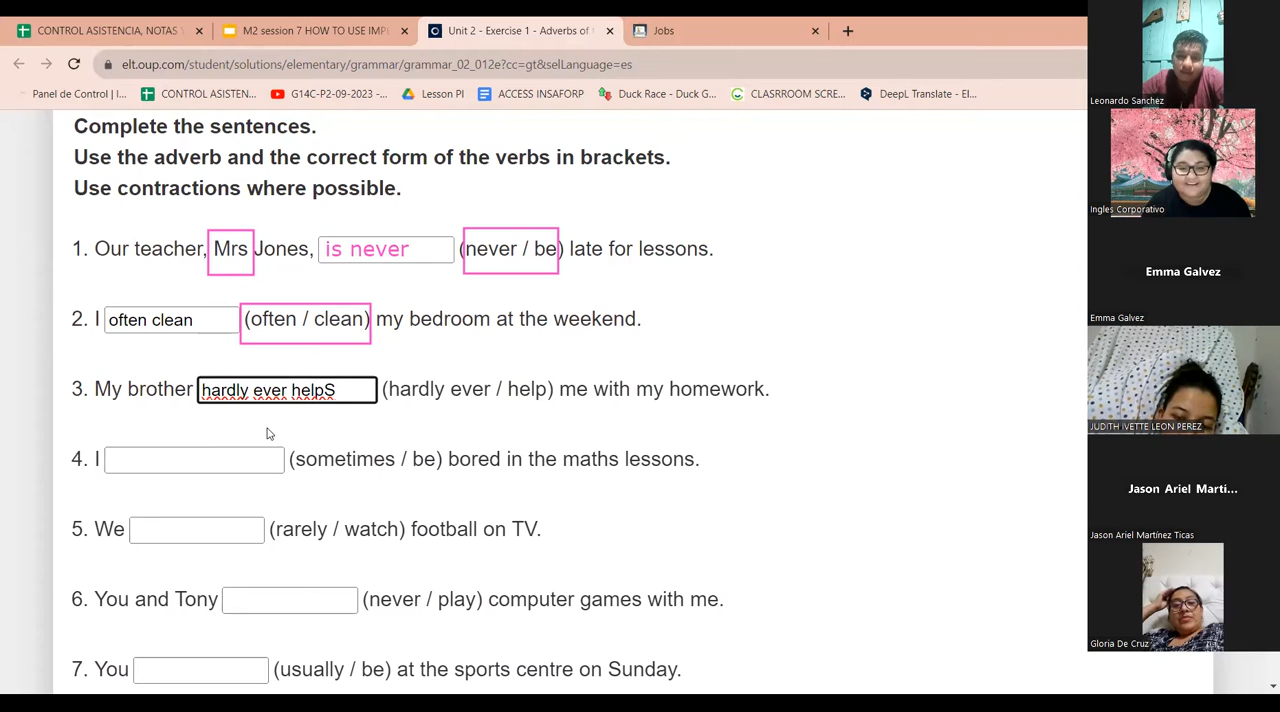 CONTROL ASISTENCIA, NOTAS
M2 session 7 HOW TO USE IMP
Unit 2 - Exercise 1 - Adverbs of
Jobs
elt.oup.com/student/solutions/elementary/grammar/grammar_02_012e?cc=gt&selLanguage=es
Panel de Control | I...
CONTROL ASISTEN...
G14C-P2-09-2023 -...
Lesson Pl
ACCESS INSAFORP
Duck Race - Duck G...
CLASRROOM SCRE...
DeepL Translate - El...
Complete the sentences.
Use the adverb and the correct form of the verbs in brackets.
Use contractions where possible.
1. Our teacher, Mrs Jones, is never (never / be) late for lessons.
2. I often clean (often / clean) my bedroom at the weekend.
3. My brother hardly ever helpS (hardly ever / help) me with my homework.
4. I (sometimes / be) bored in the maths lessons.
5. We (rarely / watch) football on TV.
6. You and Tony (never / play) computer games with me.
7. You (usually / be) at the sports centre on Sunday.
Leonardo Sanchez
Ingles Corporativo
Emma Galvez
Emma Galvez
JUDITH IVETTE LEON PEREZ
Jason Ariel Martí...
Jason Ariel Martínez Ticas
Gloria De Cruz